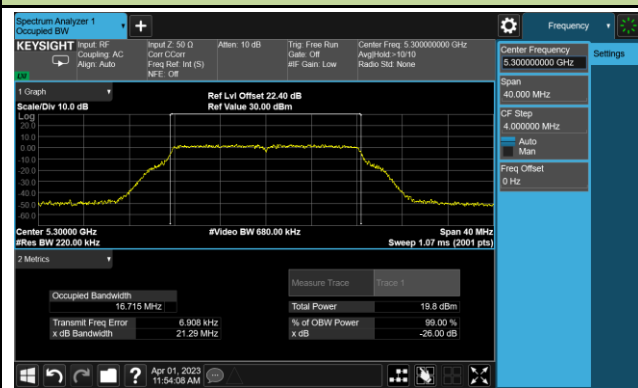 Spectrum Analyzer 1
Occupied BW
Frequency
KEYSIGHT
Input: RF
Coupling: AC
Align: Auto
Input Z: 50 Ω
Corr CCorr
Freq Ref: Int (S)
NFE: Off
Atten: 10 dB
Trig: Free Run
Gate: Off
#IF Gain: Low
Center Freq: 5.300000000 GHz
Avg|Hold:>10/10
Radio Std: None
Center Frequency
5.300000000 GHz
Settings
Span
40.000 MHz
CF Step
4.000000 MHz
Auto
Man
Freq Offset
0 Hz
1 Graph
Scale/Div 10.0 dB
Ref Lvl Offset 22.40 dB
Ref Value 30.00 dBm
Log
20.0
10.0
0.00
-10.0
-20.0
-30.0
-40.0
-50.0
-60.0
Center 5.30000 GHz
#Res BW 220.00 kHz
#Video BW 680.00 kHz
Span 40 MHz
Sweep 1.07 ms (2001 pts)
2 Metrics
Measure Trace
Trace 1
Occupied Bandwidth
16.715 MHz
Total Power
19.8 dBm
Transmit Freq Error
6.908 kHz
% of OBW Power
99.00 %
x dB Bandwidth
21.29 MHz
x dB
-26.00 dB
?
Apr 01, 2023
11:54:08 AM